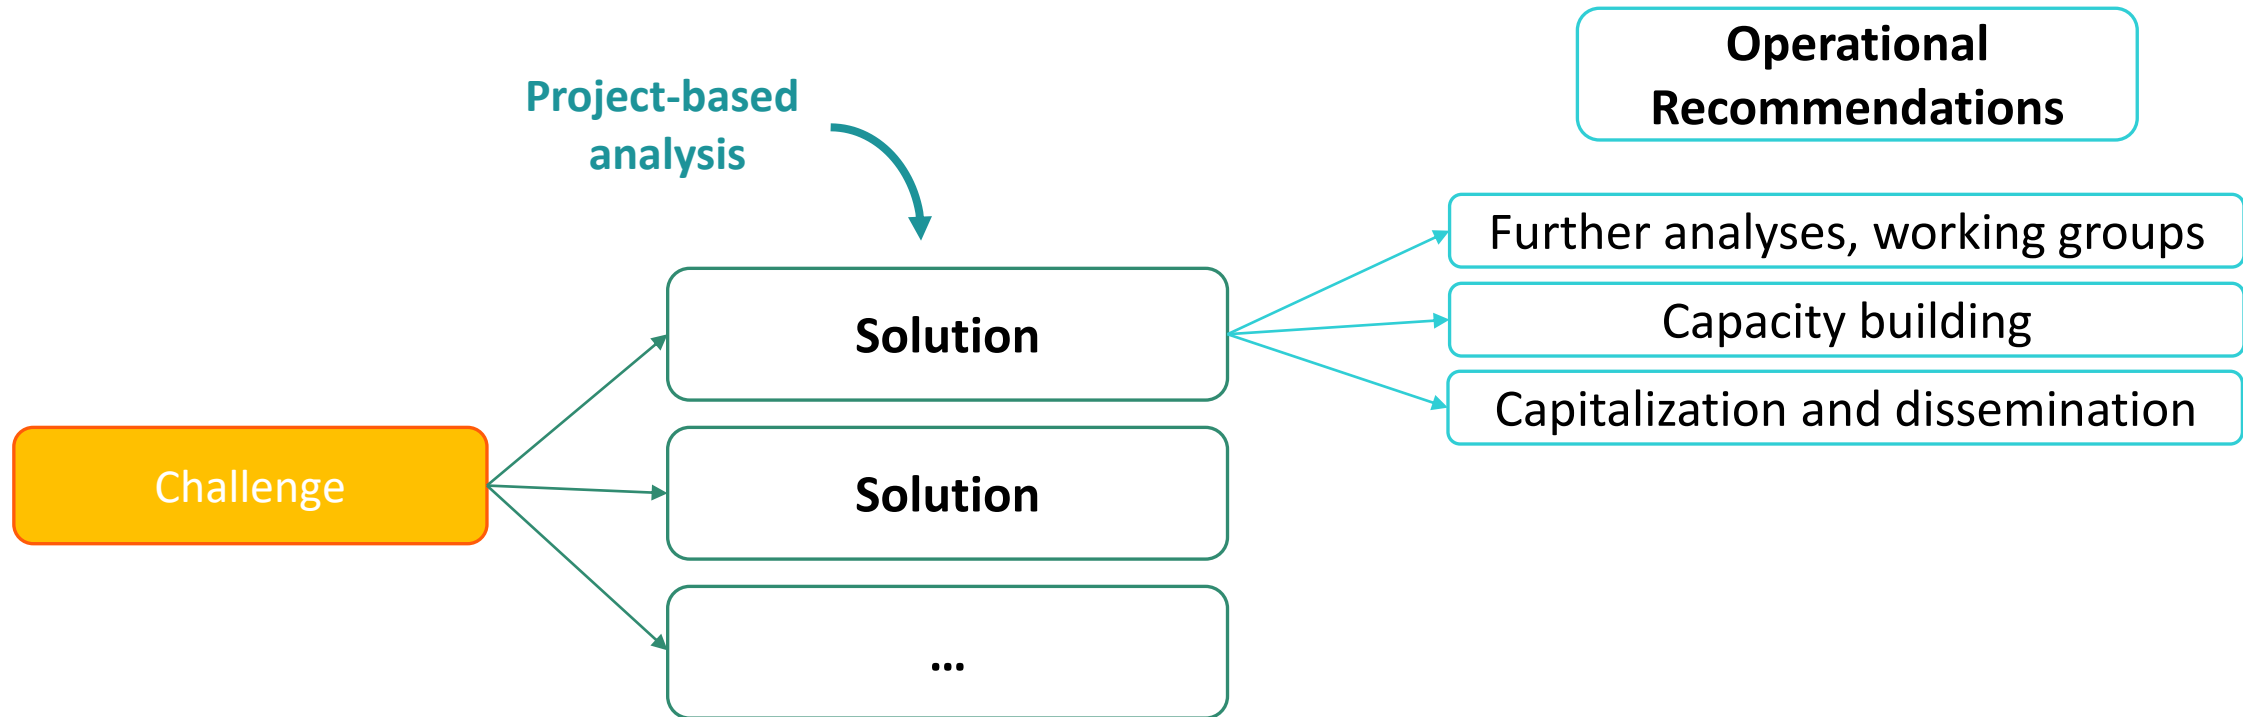 Operational
Recommendations
Project-based
analysis
Further analyses, working groups
Solution
Capacity building
Capitalization and dissemination
Challenge
Solution
...